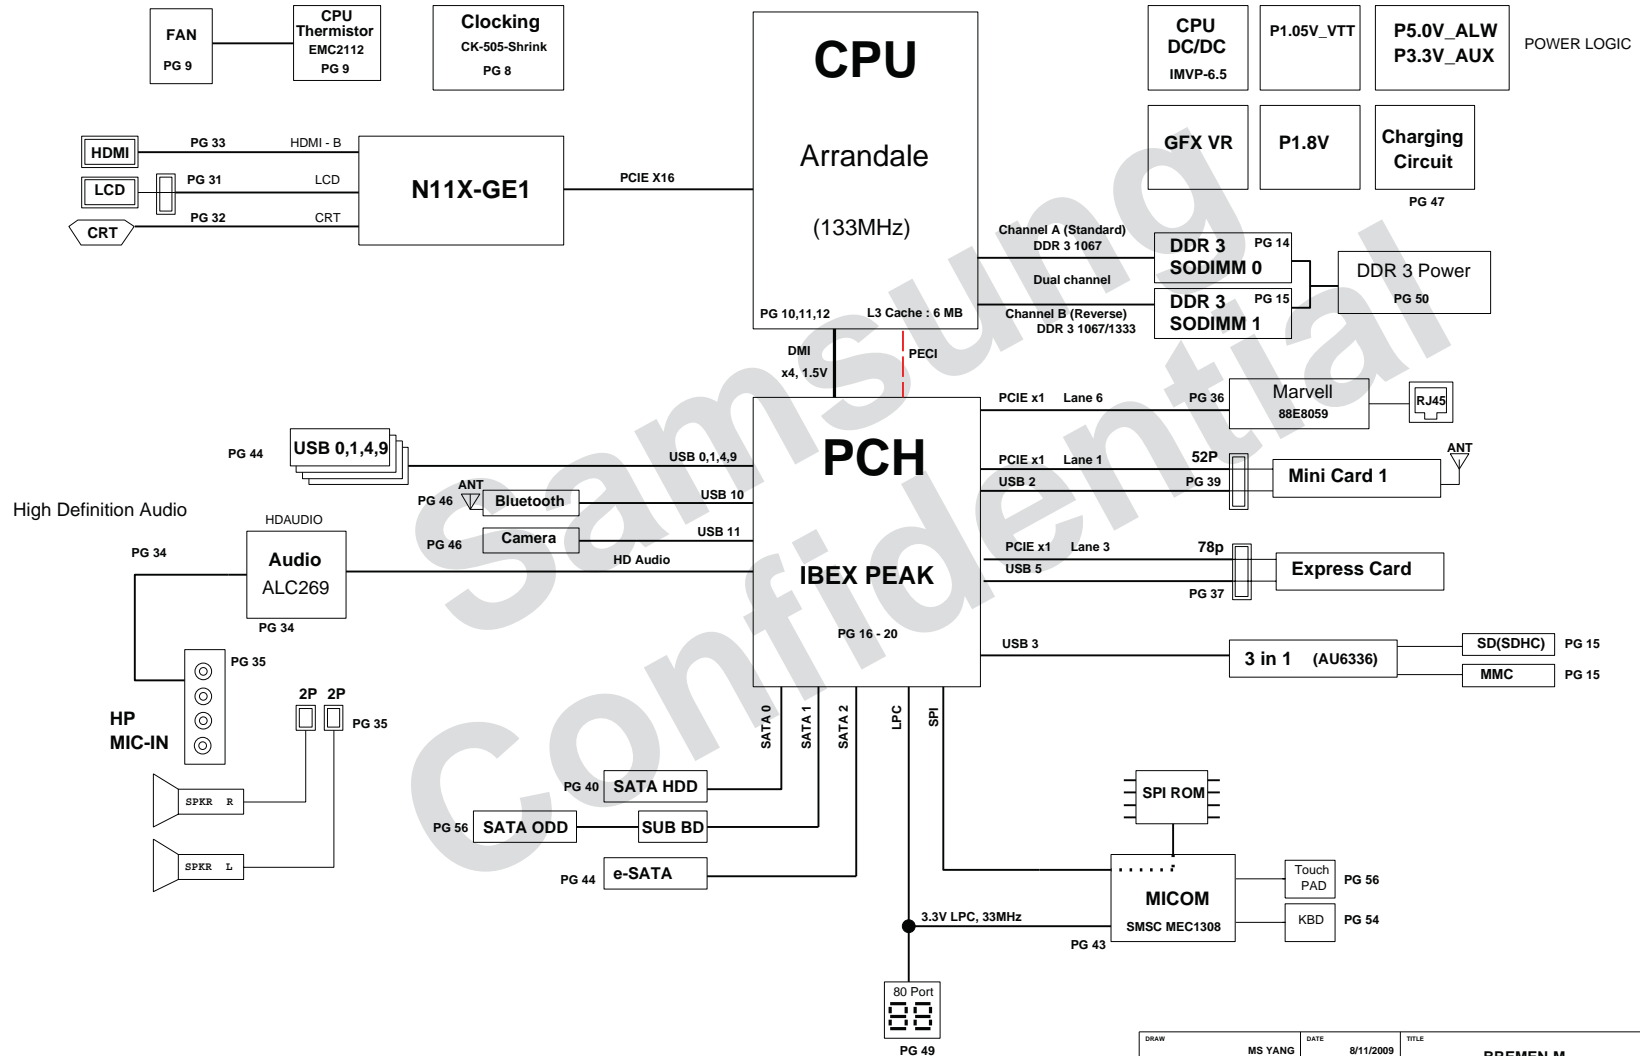 FAN
PG 9
CPU
Thermistor
EMC2112
PG 9
Clocking
CK-505-Shrink
PG 8
CPU
Arrandale
(133MHz)
PG 10,11,12
L3 Cache : 6 MB
CPU
DC/DC
IMVP-6.5
P1.05V_VTT
P5.0V_ALW
P3.3V_AUX
POWER LOGIC
GFX VR
P1.8V
Charging
Circuit
PG 47
HDMI
PG 33
HDMI - B
LCD
PG 31
LCD
CRT
PG 32
CRT
N11X-GE1
PCIE X16
Channel A (Standard)
DDR 3 1067
Dual channel
Channel B (Reverse)
DDR 3 1067/1333
DDR 3
PG 14
SODIMM 0
DDR 3
PG 15
SODIMM 1
DDR 3 Power
PG 50
DMI
x4, 1.5V
PECI
Samsung
Confidential
PCH
IBEX PEAK
PG 16 - 20
PCIE x1 Lane 6
PG 36
Marvell
88E8059
RJ45
PCIE x1 Lane 1
52P
USB 2
PG 39
Mini Card 1
ANT
PCIE x1 Lane 3
78p
USB 5
PG 37
Express Card
USB 3
3 in 1 (AU6336)
SD(SDHC)
PG 15
MMC
PG 15
PG 44
USB 0,1,4,9
USB 0,1,4,9
ANT
PG 46
Bluetooth
USB 10
PG 46
Camera
USB 11
High Definition Audio
HDAUDIO
PG 34
Audio
ALC269
PG 34
HD Audio
PG 35
HP
MIC-IN
2P 2P
PG 35
SPKR R
SPKR L
SATA 0
SATA 1
SATA 2
LPC
SPI
PG 40
SATA HDD
PG 56
SATA ODD
SUB BD
PG 44
e-SATA
SPI ROM
MICOM
SMSC MEC1308
PG 43
Touch
PAD
PG 56
KBD
PG 54
3.3V LPC, 33MHz
80 Port
88
PG 49
DRAW
MS YANG
DATE
8/11/2009
TITLE
BREMEN-M